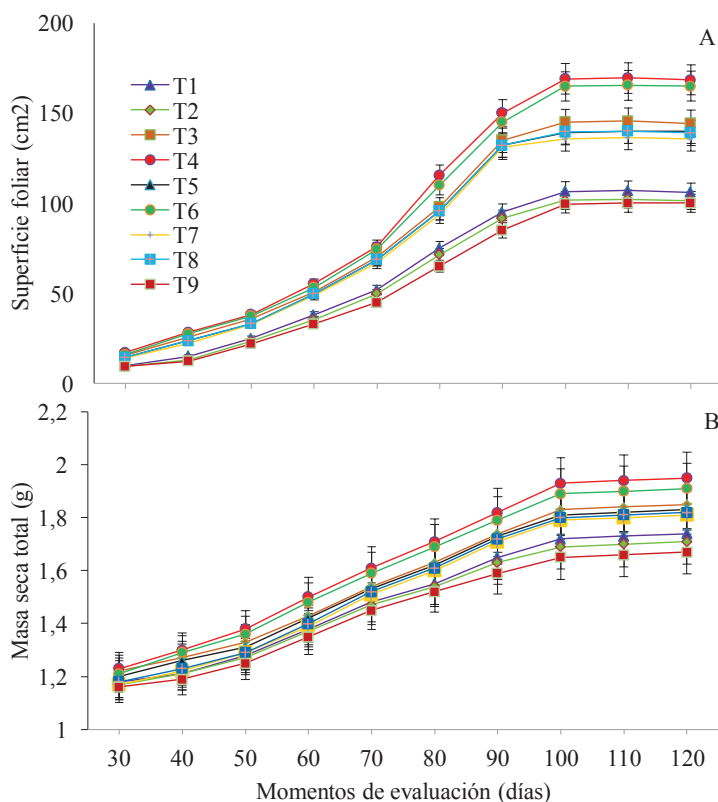 A
200
150
100
50
0
Superficie foliar (cm2)
T1
T2
T3
T4
T5
T6
T7
T8
T9
B
2,2
2
1,8
1,6
1,4
1,2
1
Masa seca total (g)
30 40 50 60 70 80 90 100 110 120
Momentos de evaluación (días)